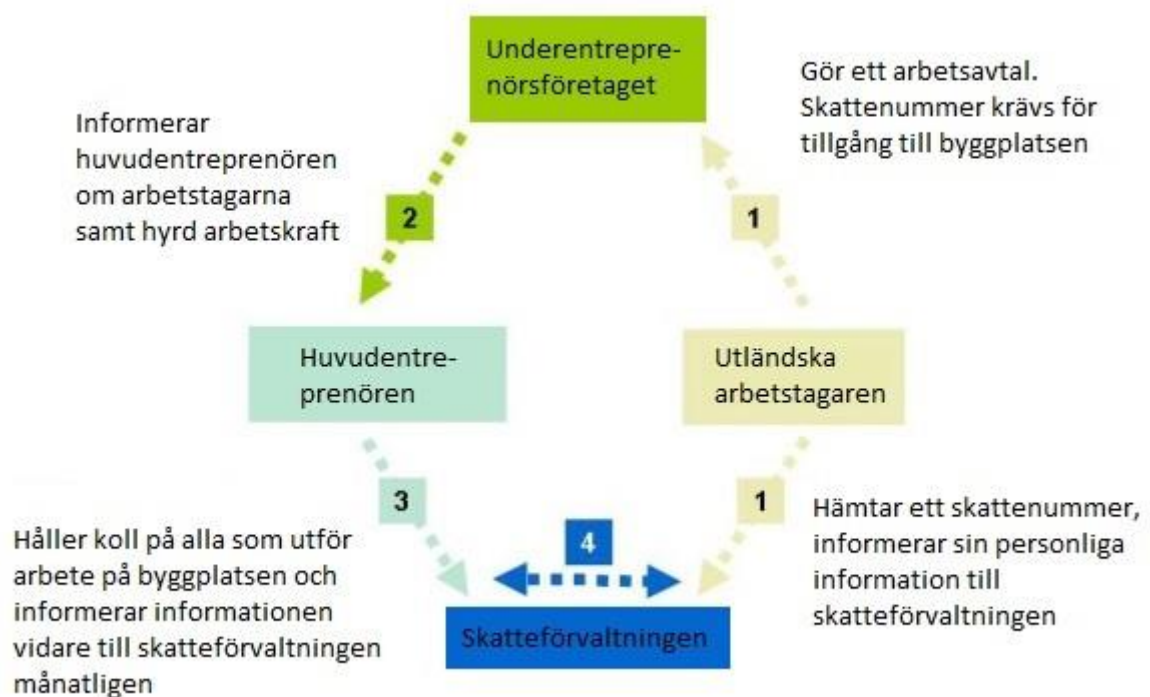 Underentrepre-
nörsföretaget
Gör ett arbetsavtal.
Skattenummer krävs för
tillgång till byggplatsen
Informerar
huvudentreprenören
om arbetstagarna
samt hyrd arbetskraft
2
1
Huvudentre-
prenören
Utländska
arbetstagaren
3
1
Hämtar ett skattenummer,
informerar sin personliga
information till
skatteförvaltningen
Håller koll på alla som utför
arbete på byggplatsen och
informerar informationen
vidare till skatteförvaltningen
månatligen
4
Skatteförvaltningen